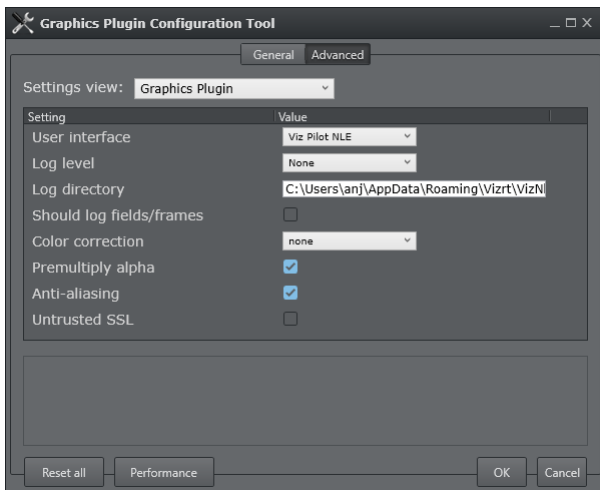 Graphics Plugin Configuration Tool
General Advanced
Settings view: Graphics Plugin
Setting Value
User interface Viz Pilot NLE
Log level None
Log directory C:\Users\anj\AppData\Roaming\Vizrt\VizNl
Should log fields/frames
Color correction none
Premultiply alpha
Anti-aliasing
Untrusted SSL
Reset all Performance OK Cancel